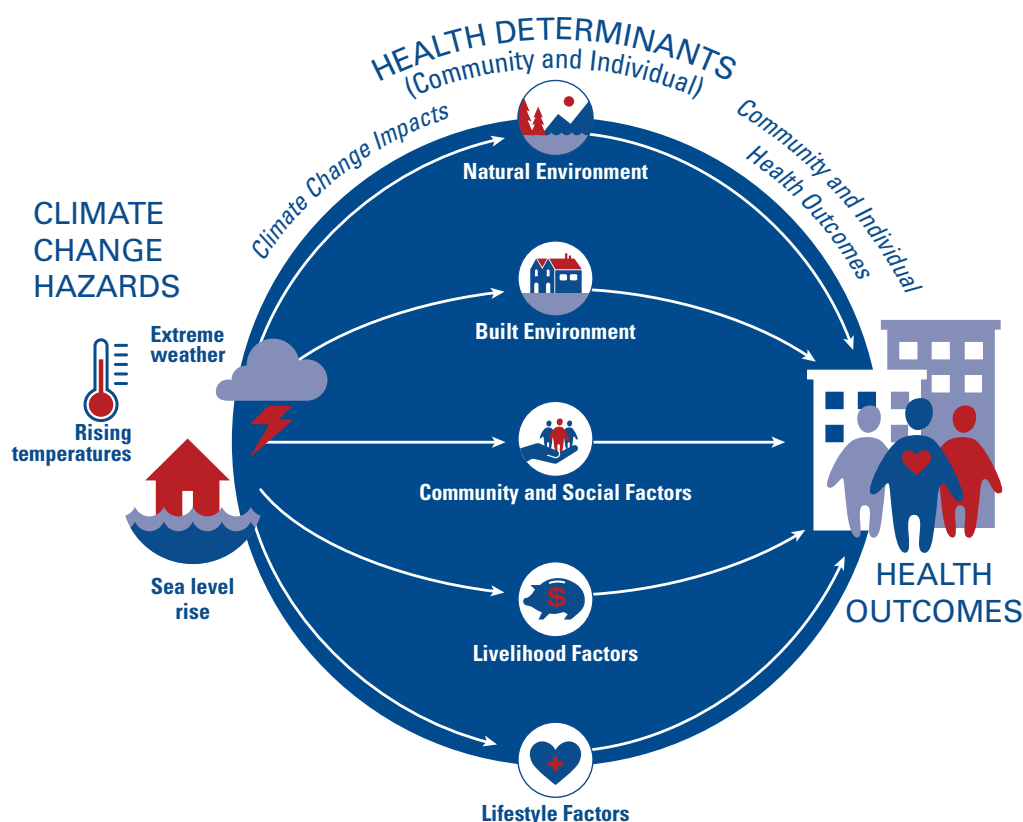 HEALTH DETERMINANTS
(Community and Individual)
Climate Change Impacts
Community and Individual
Health Outcomes
CLIMATE
CHANGE
HAZARDS
Extreme
weather
Rising
temperatures
Sea level
rise
Natural Environment
Built Environment
Community and Social Factors
$
Livelihood Factors
Lifestyle Factors
HEALTH
OUTCOMES